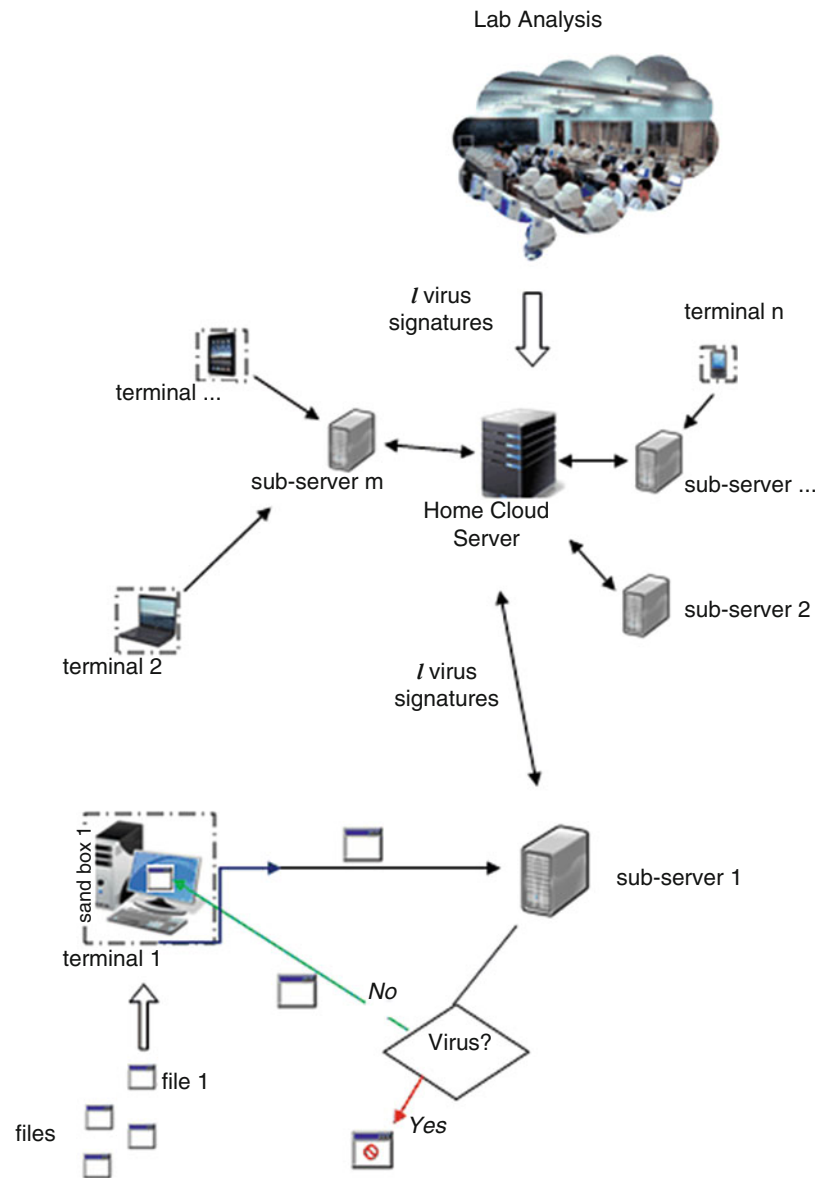 Lab Analysis
l virus
signatures
terminal n
terminal ...
sub-server m
Home Cloud
Server
sub-server ...
sub-server 2
terminal 2
l virus
signatures
sand box 1
sub-server 1
terminal 1
No
Virus?
file 1
files
Yes